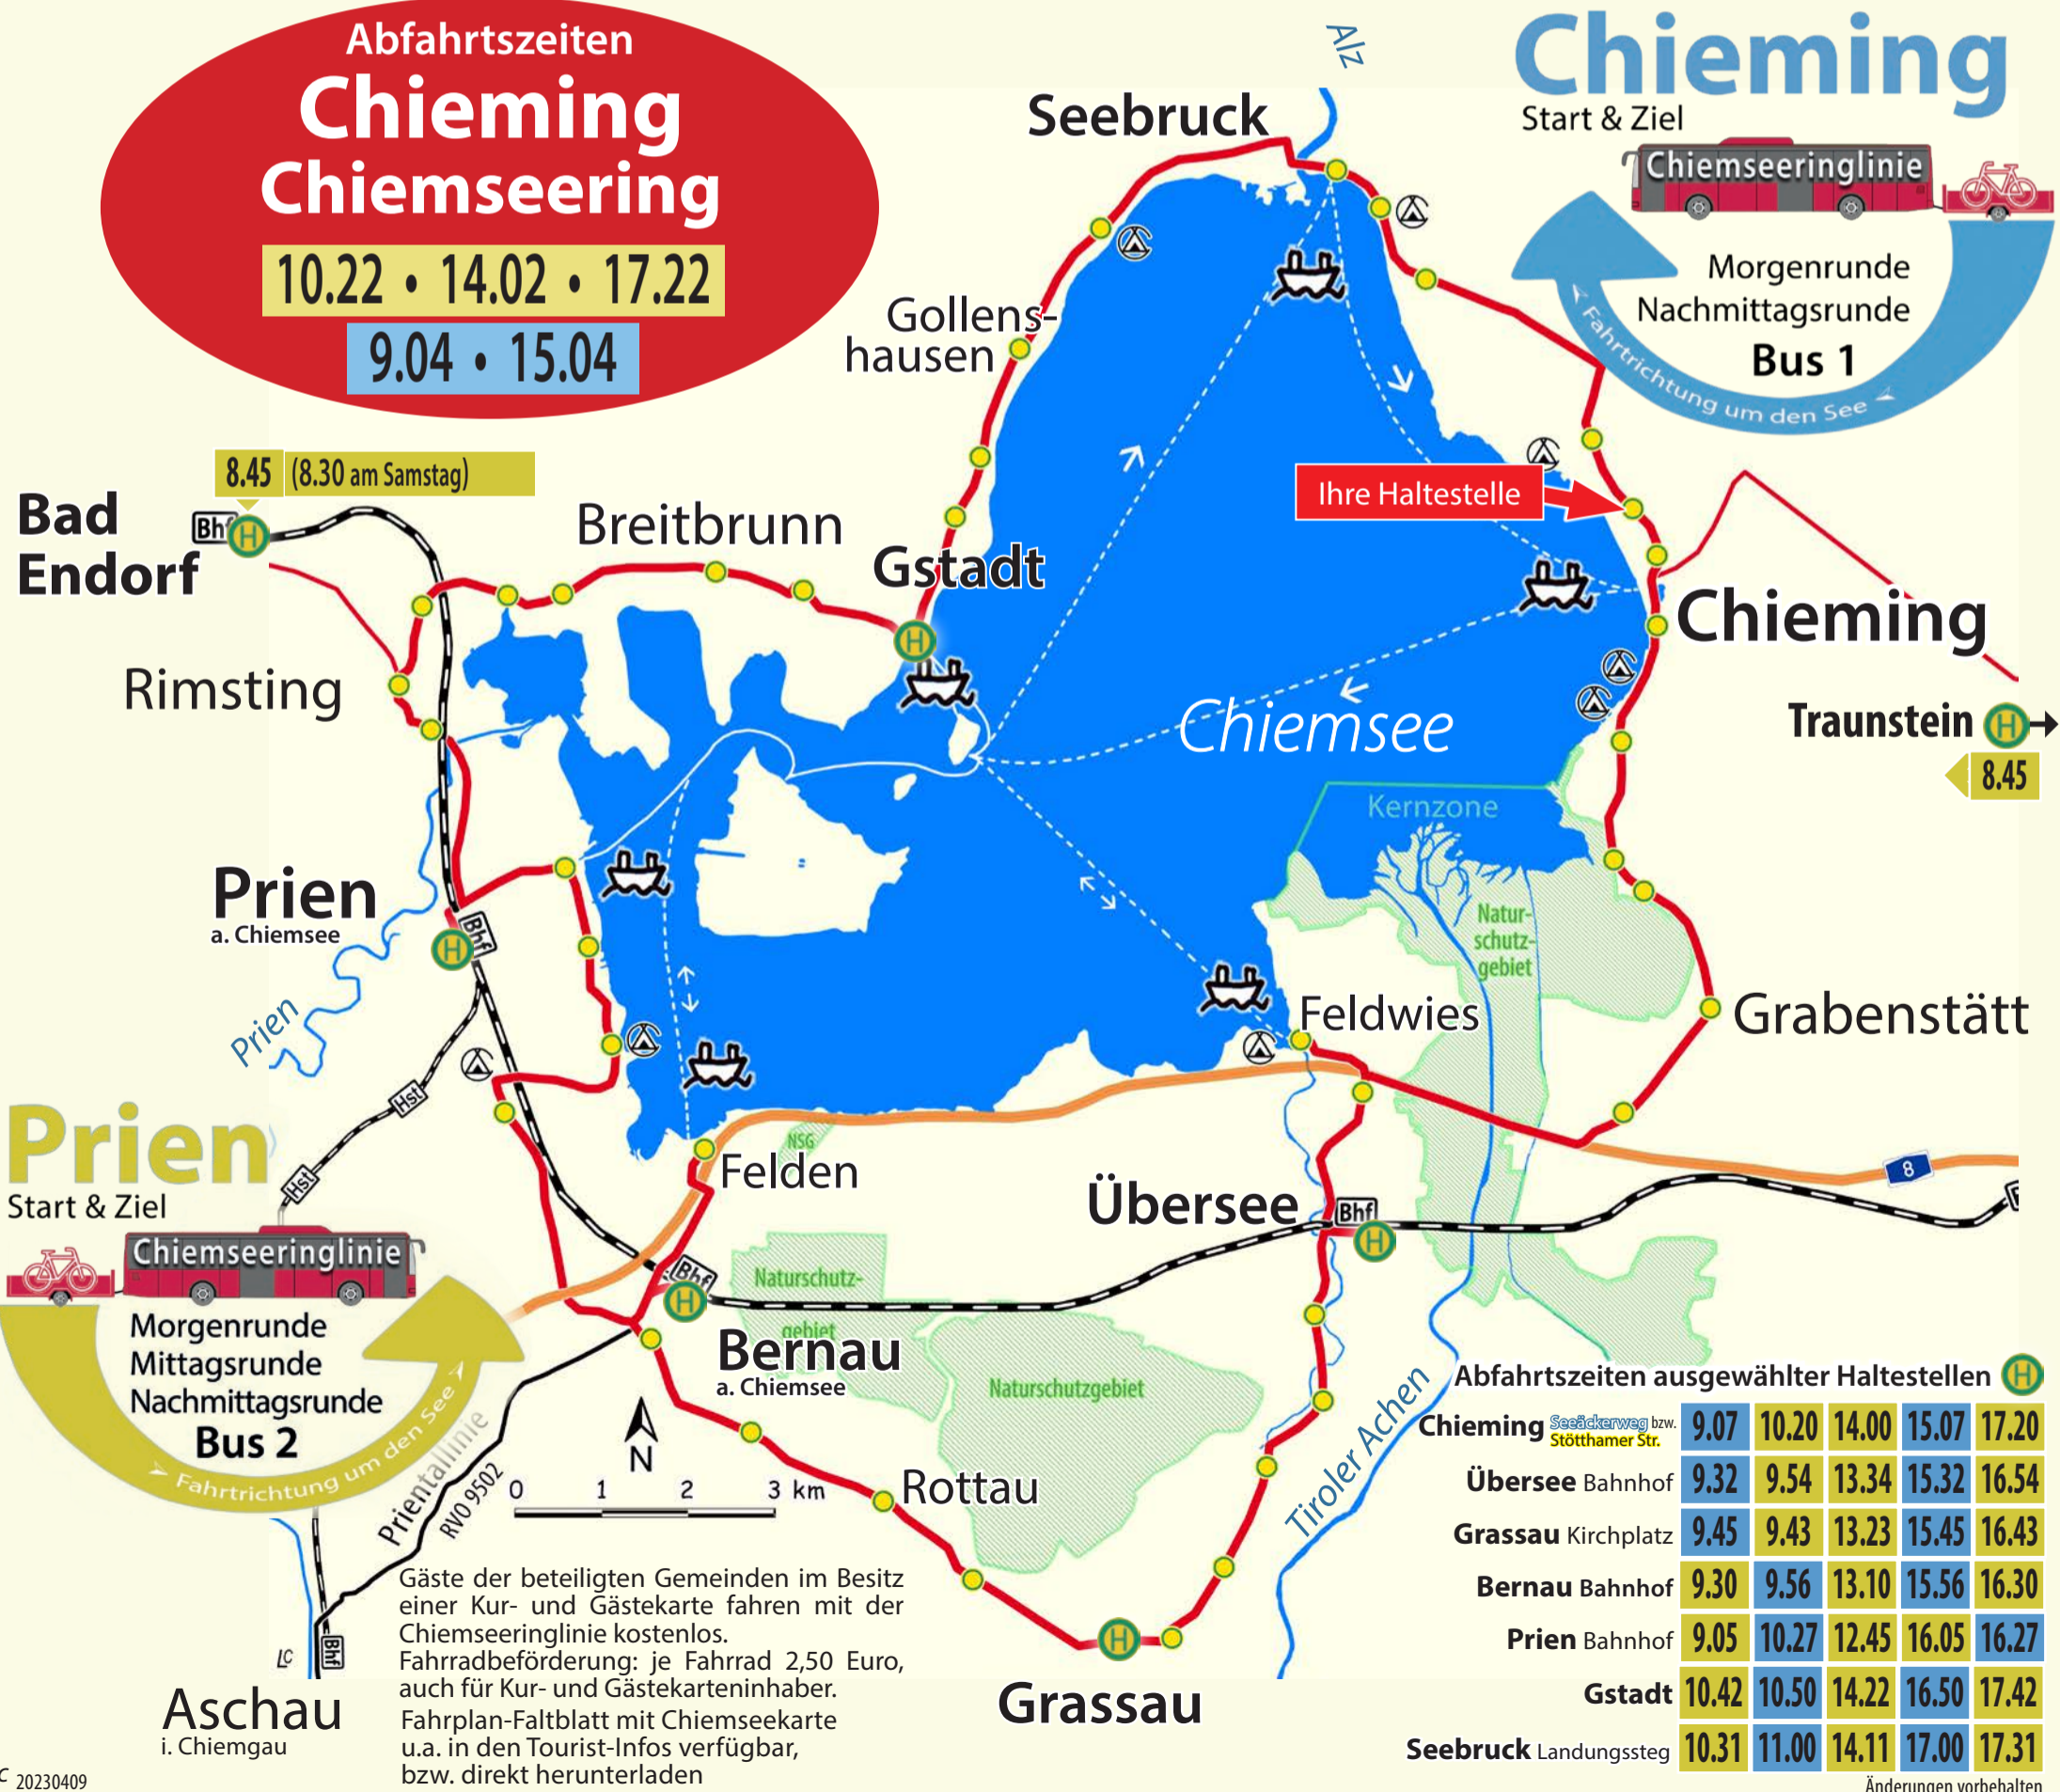 Abfahrtszeiten
Chieming
Chiemseering
10.22 • 14.02 • 17.22
9.04 • 15.04
Alz
Chieming
Start & Ziel
Chiemseeringlinie
Morgenrunde
Nachmittagsrunde
Bus 1
Fahrtrichtung um den See
Seebruck
Gollens-
hausen
8.45 (8.30 am Samstag)
Bad
Endorf
Bhf
H
Breitbrunn
Gstadt
H
Ihre Haltestelle
Chieming
Rimsting
Chiemsee
Traunstein H
8.45
Kernzone
Prien
a. Chiemsee
Bhf
H
Natur-
schutz-
gebiet
Prien
Feldwies
Grabenstätt
Hst
Hst
NSG
Felden
8
Übersee
Bhf
H
Prien
Start & Ziel
Chiemseeringlinie
Morgenrunde
Mittagsrunde
Nachmittagsrunde
Bus 2
Fahrtrichtung um den See
Bhf
H
Naturschutz-
gebiet
Bernau
a. Chiemsee
Naturschutzgebiet
N
0 1 2 3 km
Prientallinie
RVO 9502
Rottau
Tiroler Achen
H
Grassau
Bhf
LC
Aschau
i. Chiemgau
Gäste der beteiligten Gemeinden im Besitz
einer Kur- und Gästekarte fahren mit der
Chiemseeringlinie kostenlos.
Fahrradbeförderung: je Fahrrad 2,50 Euro,
auch für Kur- und Gästekarteninhaber.
Fahrplan-Faltblatt mit Chiemseekarte
u.a. in den Tourist-Infos verfügbar,
bzw. direkt herunterladen
Abfahrtszeiten ausgewählter Haltestellen H
Chieming Seeäckerweg bzw. Stötthamer Str. 9.07 10.20 14.00 15.07 17.20
Übersee Bahnhof 9.32 9.54 13.34 15.32 16.54
Grassau Kirchplatz 9.45 9.43 13.23 15.45 16.43
Bernau Bahnhof 9.30 9.56 13.10 15.56 16.30
Prien Bahnhof 9.05 10.27 12.45 16.05 16.27
Gstadt 10.42 10.50 14.22 16.50 17.42
Seebruck Landungssteg 10.31 11.00 14.11 17.00 17.31
Änderungen vorbehalten
20230409